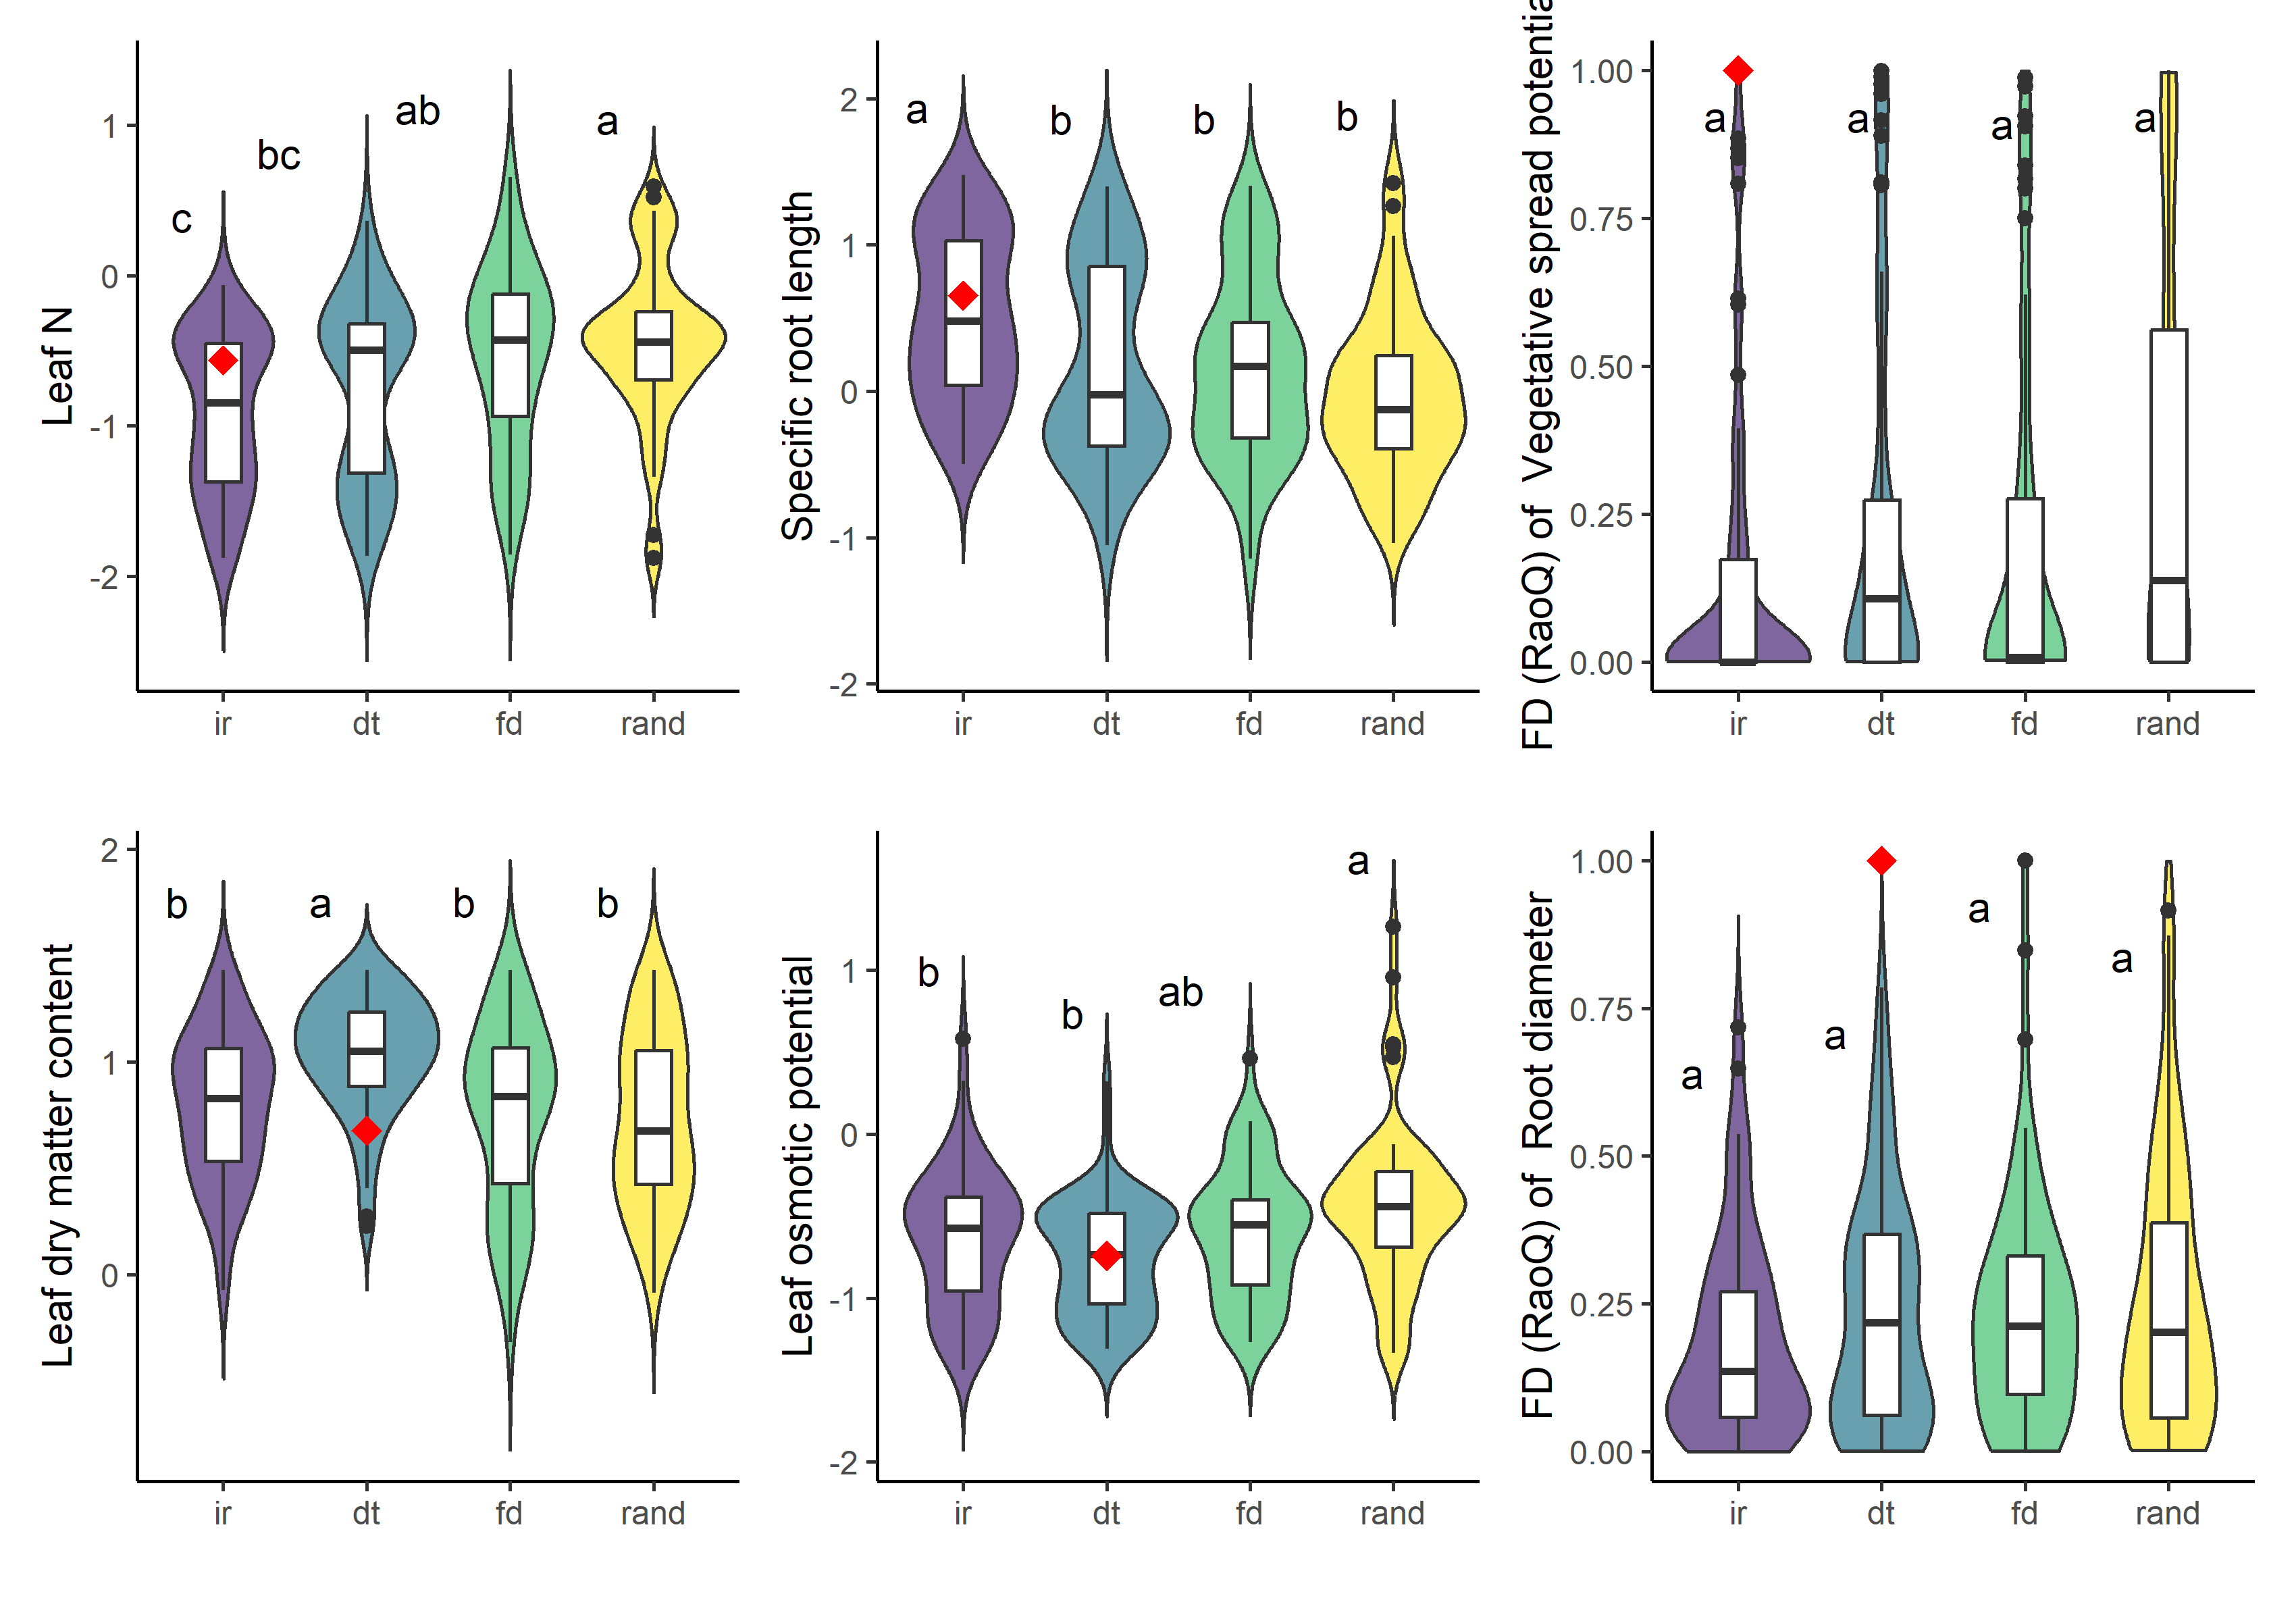 Leaf N
1
0
-1
-2
c
bc
ab
a
ir
dt
fd
rand
Specific root length
2
1
0
-1
-2
a
b
b
b
ir
dt
fd
rand
FD (RaoQ) of Vegetative spread potentia
1.00
0.75
0.50
0.25
0.00
a
a
a
a
ir
dt
fd
rand
Leaf dry matter content
2
1
0
b
a
b
b
ir
dt
fd
rand
Leaf osmotic potential
1
0
-1
-2
b
b
ab
a
ir
dt
fd
rand
FD (RaoQ) of Root diameter
1.00
0.75
0.50
0.25
0.00
a
a
a
a
ir
dt
fd
rand